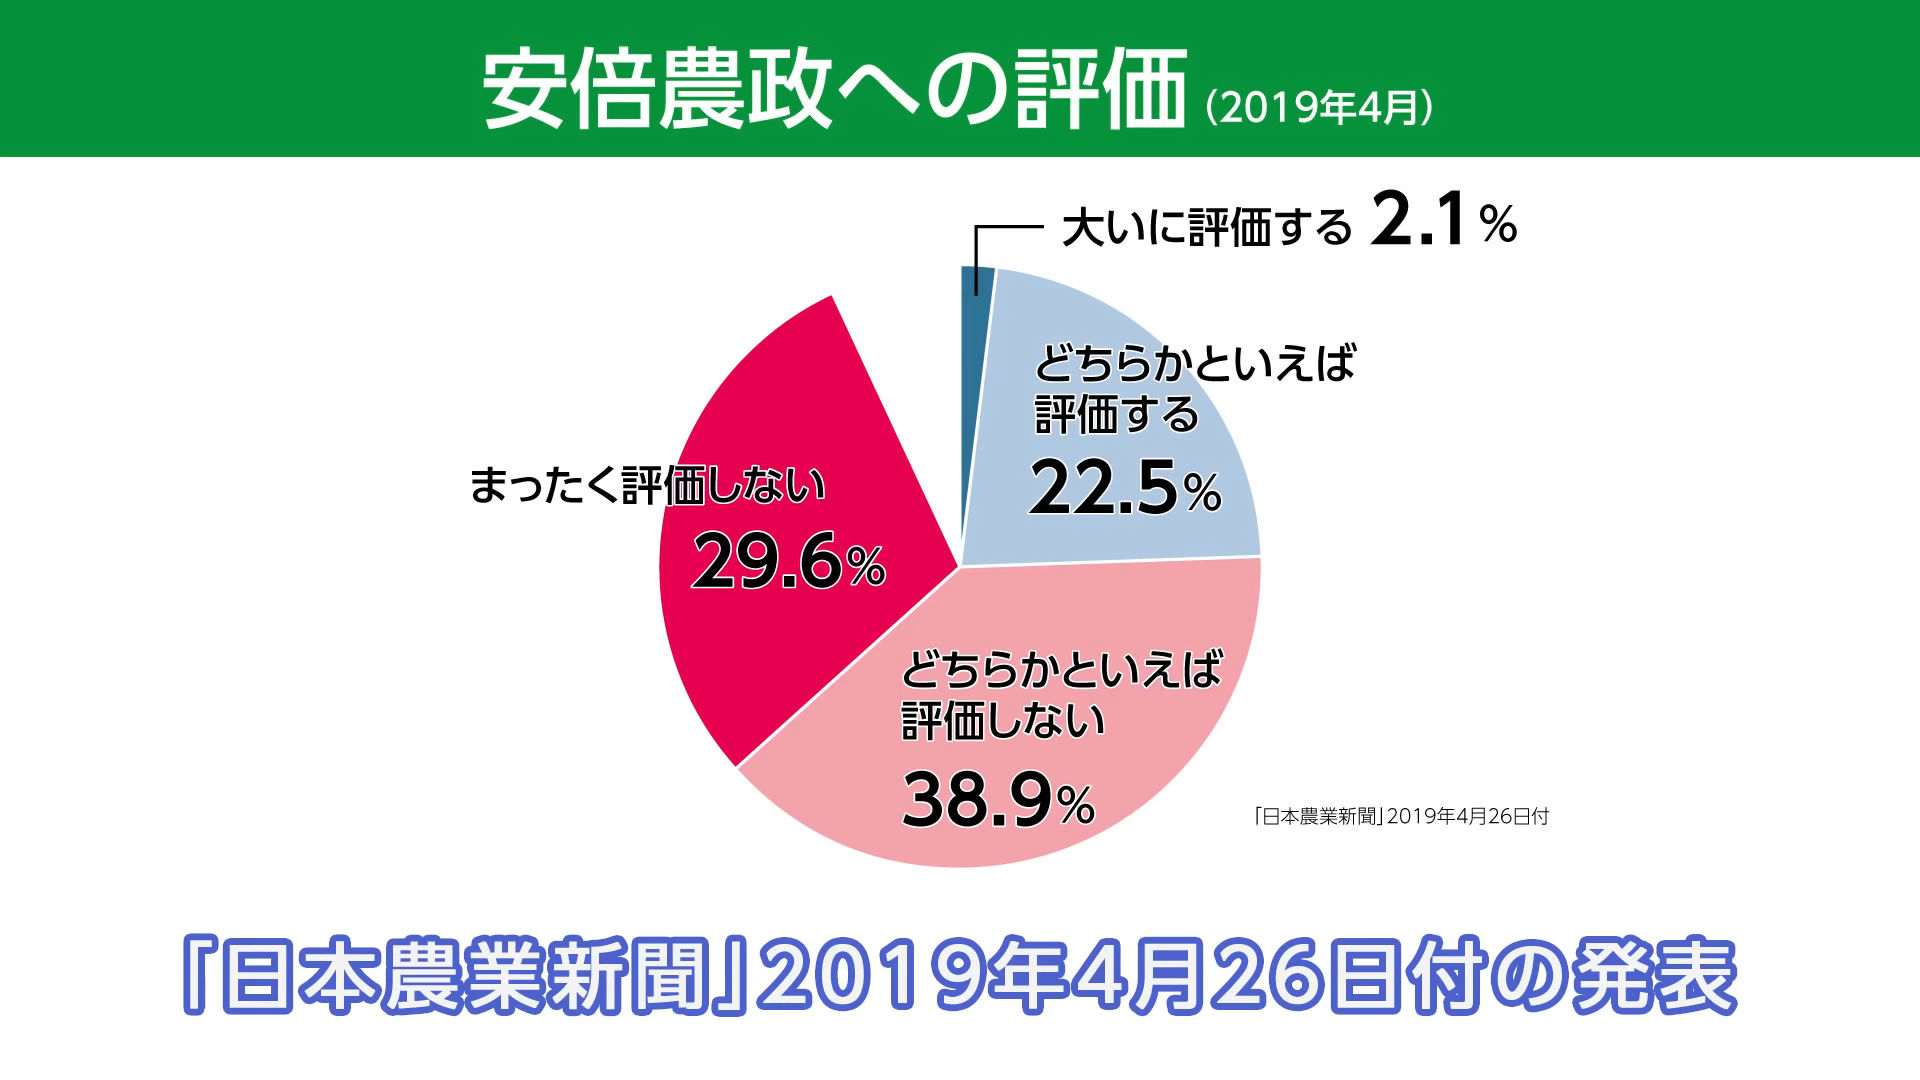 安倍農政への評価（2019年4月）
大いに評価する 2.1%
どちらかといえば
評価する
22.5%
まったく評価しない
29.6%
どちらかといえば
評価しない
38.9%
「日本農業新聞」2019年4月26日付
「日本農業新聞」2019年4月26日付の発表